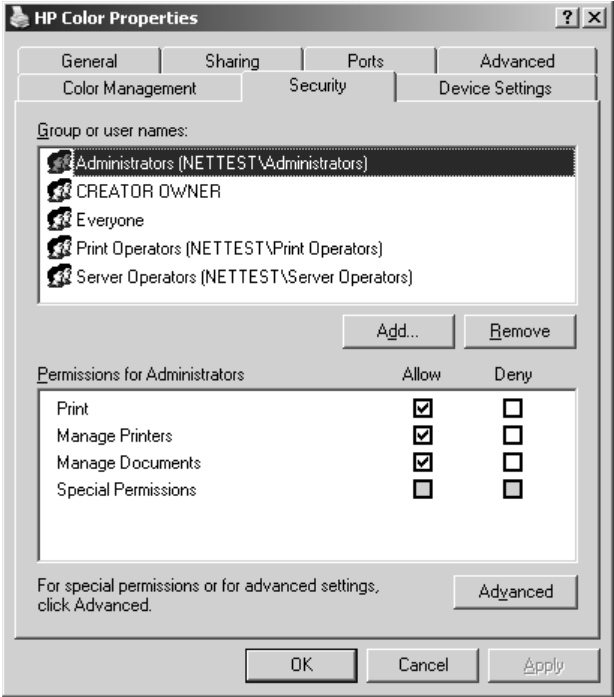 HP Color Properties
General Sharing Ports Advanced
Color Management Security Device Settings
Group or user names:
Administrators (NETTEST\Administrators)
CREATOR OWNER
Everyone
Print Operators (NETTEST\Print Operators)
Server Operators (NETTEST\Server Operators)
Add... Remove
Permissions for Administrators Allow Deny
Print
Manage Printers
Manage Documents
Special Permissions
For special permissions or for advanced settings,
click Advanced. Advanced
OK Cancel Apply